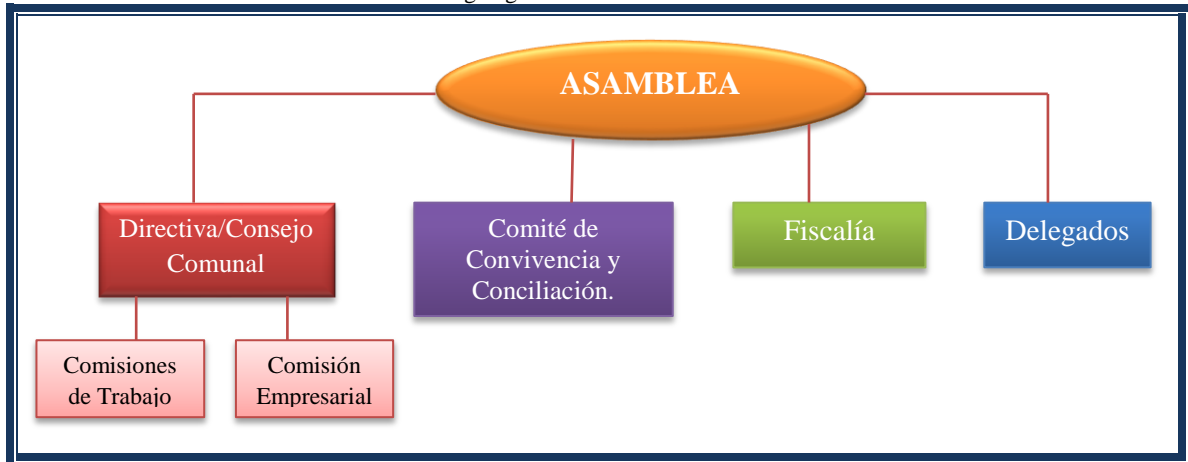 ASAMBLEA
Directiva/Consejo
Comunal
Comité de
Convivencia y
Conciliación.
Fiscalía
Delegados
Comisiones
de Trabajo
Comisión
Empresarial